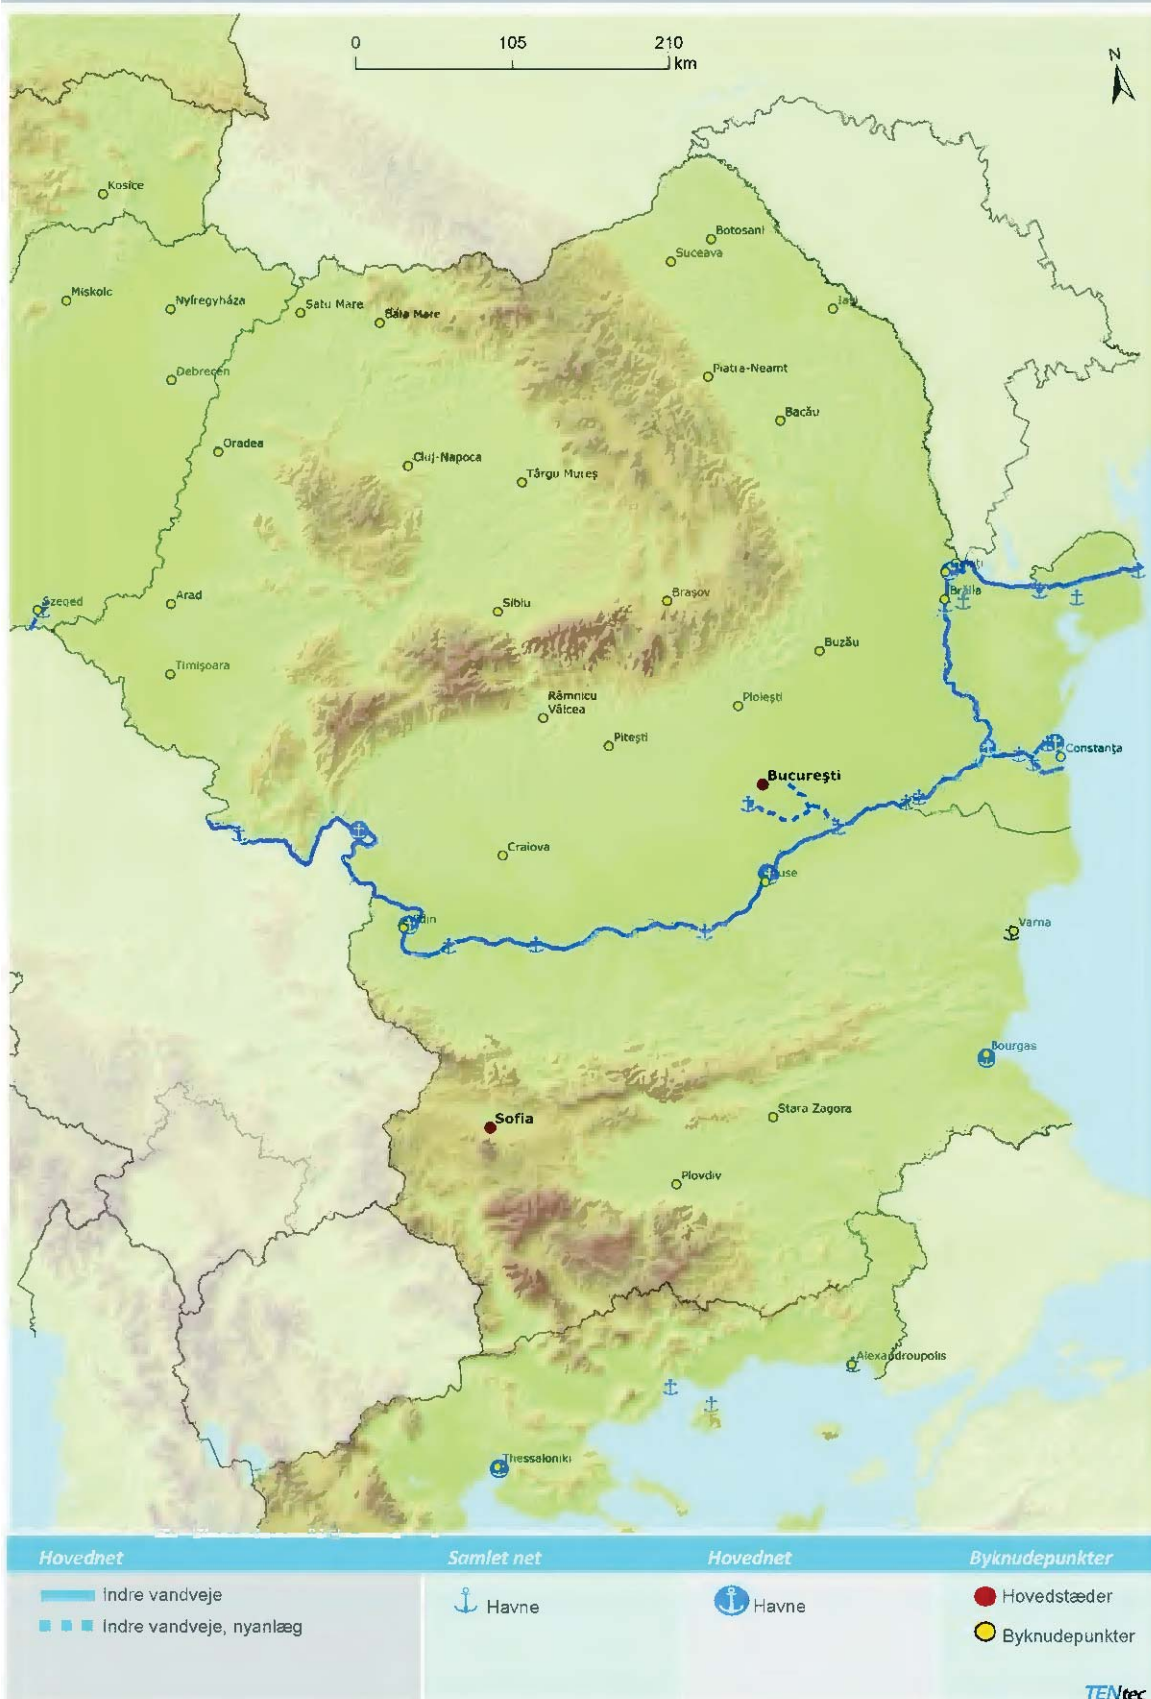 0 105 210
km
N
Kosice
Botosani
Suceava
Miskolc
Nyíregyháza
Satu Mare
Baia Mare
Iași
Debrecen
Piatra-Neamt
Bacău
Oradea
Cluj-Napoca
Târgu Mureș
Szeged
Arad
Sibiu
Brașov
Brăila
Timișoara
Buzău
Râmnicu
Vâlcea
Ploiești
Pitești
Constanța
București
Craiova
Varna
Bourgas
Sofia
Stara Zagora
Plovdiv
Alexandroupolis
Thessaloniki
Hovednet Samlet net Hovednet Byknudepunkter
Indre vandveje
Indre vandveje, nyanlæg
Havne
Havne
Hovedstæder
Byknudepunkter
TENtec